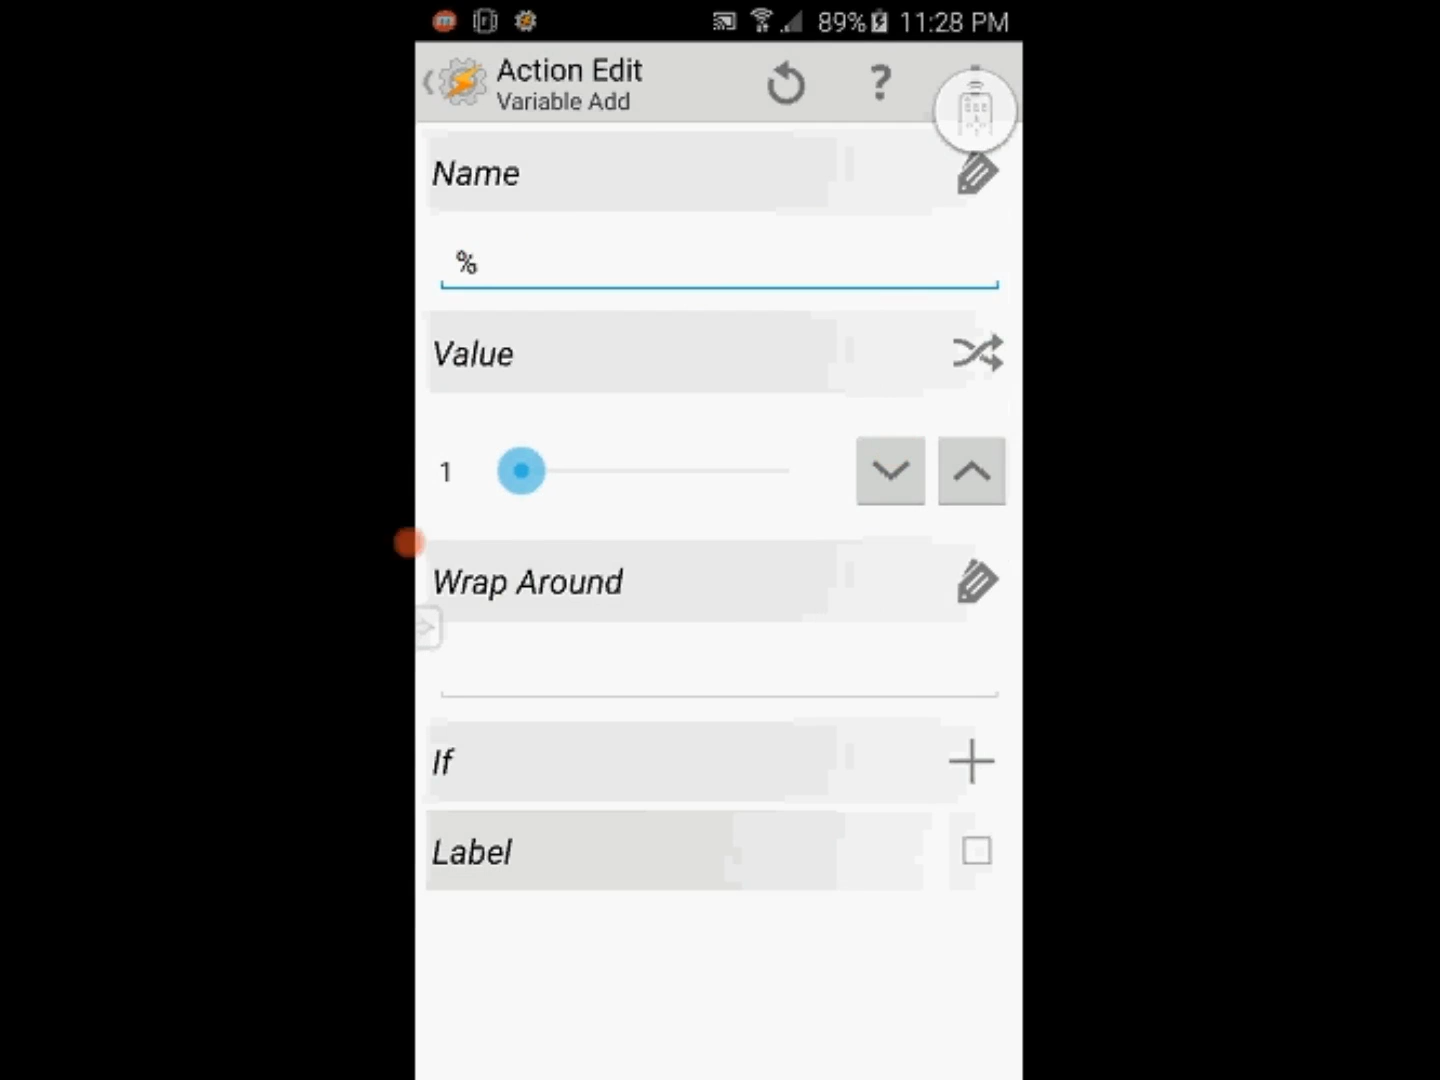 89% 11:28 PM
Action Edit
Variable Add
?
Name
%
Value
1
Wrap Around
If
Label